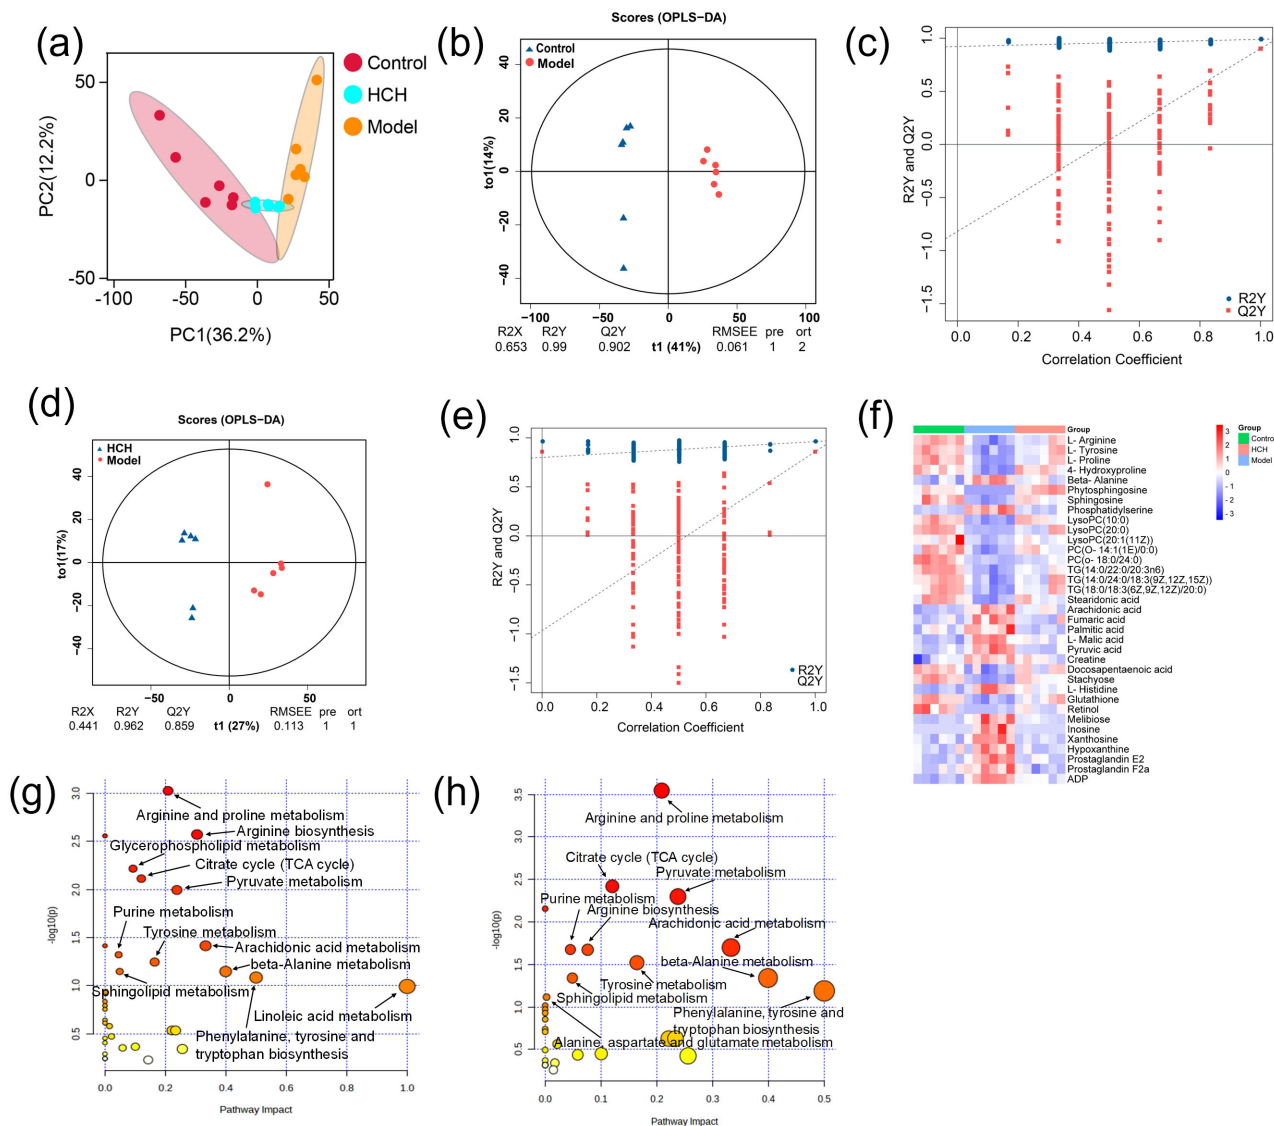 (a)
50
0
-50
-100
-50
0
50
PC2(12.2%)
PC1(36.2%)
Control
HCH
Model
(b)
Scores (OPLS−DA)
Control
Model
40
20
0
−20
−40
to1(14%)
−100
−50
0
50
100
R2X R2Y Q2Y RMSEE pre ort
0.653 0.99 0.902 t1 (41%) 0.061 1 2
(c)
1.0
0.5
0.0
−0.5
−1.0
−1.5
R2Y and Q2Y
R2Y
Q2Y
0.0 0.2 0.4 0.6 0.8 1.0
Correlation Coefficient
(d)
Scores (OPLS−DA)
HCH
Model
40
20
0
−20
−40
to1(17%)
−50 0 50
R2X R2Y Q2Y RMSEE pre ort
0.441 0.962 0.859 t1 (27%) 0.113 1 1
(e)
1.0
0.5
0.0
−0.5
−1.0
−1.5
R2Y and Q2Y
R2Y
Q2Y
0.0 0.2 0.4 0.6 0.8 1.0
Correlation Coefficient
(f)
Group
L- Arginine
L- Tyrosine
L- Proline
4- Hydroxyproline
Beta- Alanine
Phytosphingosine
Sphingosine
Phosphatidylserine
LysoPC(10:0)
LysoPC(20:0)
LysoPC(20:1(11Z))
PC(O- 14:1(1E)/0:0)
PC(o- 18:0/24:0)
TG(14:0/22:0/20:3n6)
TG(14:0/24:0/18:3(9Z,12Z,15Z))
TG(18:0/18:3(6Z,9Z,12Z)/20:0)
Stearidonic acid
Arachidonic acid
Fumaric acid
Palmitic acid
L- Malic acid
Pyruvic acid
Creatine
Docosapentaenoic acid
Stachyose
L- Histidine
Glutathione
Retinol
Melibiose
Inosine
Xanthosine
Hypoxanthine
Prostaglandin E2
Prostaglandin F2a
ADP
3
2
1
0
- 1
- 2
- 3
Group
Contro
HCH
Model
(g)
3.0
2.5
2.0
1.5
1.0
0.5
-log10(p)
Arginine and proline metabolism
Arginine biosynthesis
Glycerophospholipid metabolism
Citrate cycle (TCA cycle)
Pyruvate metabolism
Purine metabolism
Tyrosine metabolism
Arachidonic acid metabolism
beta-Alanine metabolism
Sphingolipid metabolism
Linoleic acid metabolism
Phenylalanine, tyrosine and
tryptophan biosynthesis
0.0 0.2 0.4 0.6 0.8 1.0
Pathway Impact
(h)
3.5
3.0
2.5
2.0
1.5
1.0
0.5
-log10(p)
Arginine and proline metabolism
Citrate cycle (TCA cycle)
Pyruvate metabolism
Purine metabolism
Arginine biosynthesis
Arachidonic acid metabolism
beta-Alanine metabolism
Tyrosine metabolism
Sphingolipid metabolism
Phenylalanine, tyrosine and
tryptophan biosynthesis
Alanine, aspartate and glutamate metabolism
0.0 0.1 0.2 0.3 0.4 0.5
Pathway Impact